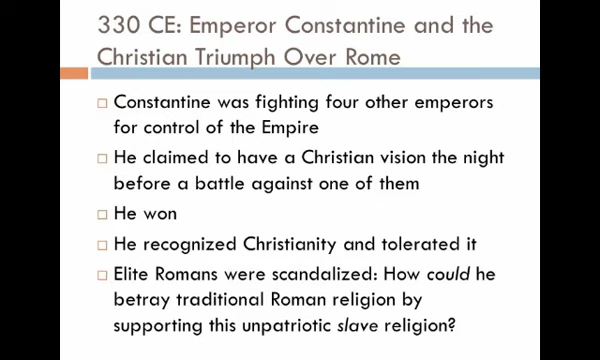 330 CE: Emperor Constantine and the
Christian Triumph Over Rome
Constantine was fighting four other emperors
for control of the Empire
He claimed to have a Christian vision the night
before a battle against one of them
He won
He recognized Christianity and tolerated it
Elite Romans were scandalized: How could he
betray traditional Roman religion by
supporting this unpatriotic slave religion?